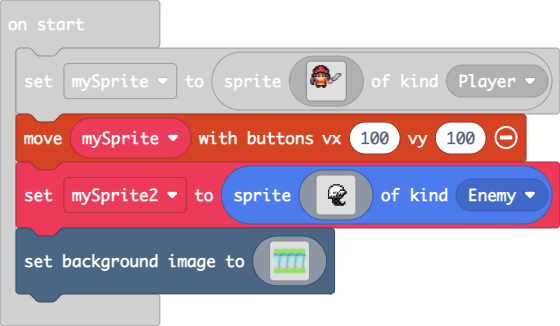 on start
set mySprite to sprite of kind Player
move mySprite with buttons vx 100 vy 100
set mySprite2 to sprite of kind Enemy
set background image to